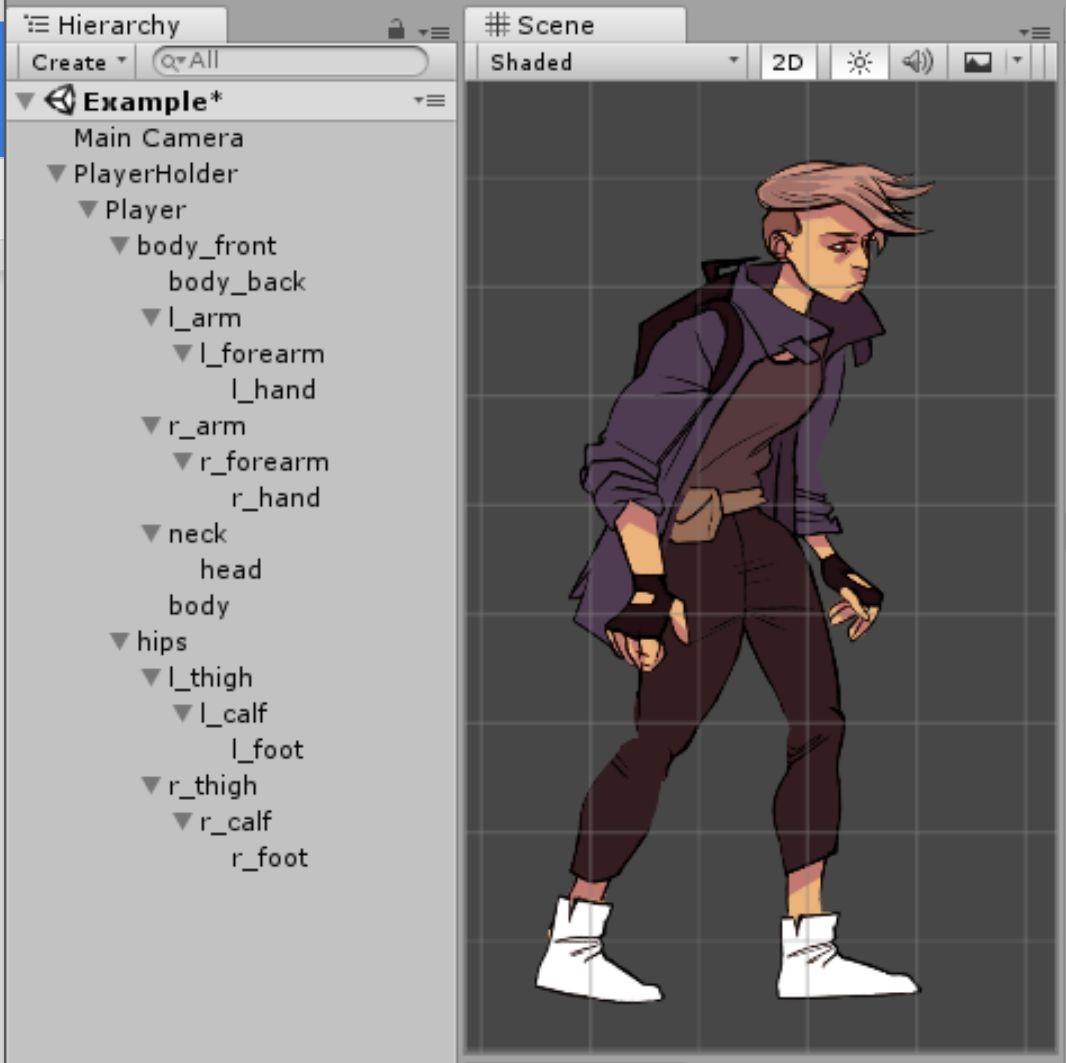 Hierarchy
Create All
Example*
Main Camera
PlayerHolder
Player
body_front
body_back
l_arm
l_forearm
l_hand
r_arm
r_forearm
r_hand
neck
head
body
hips
l_thigh
l_calf
l_foot
r_thigh
r_calf
r_foot
Scene
Shaded 2D